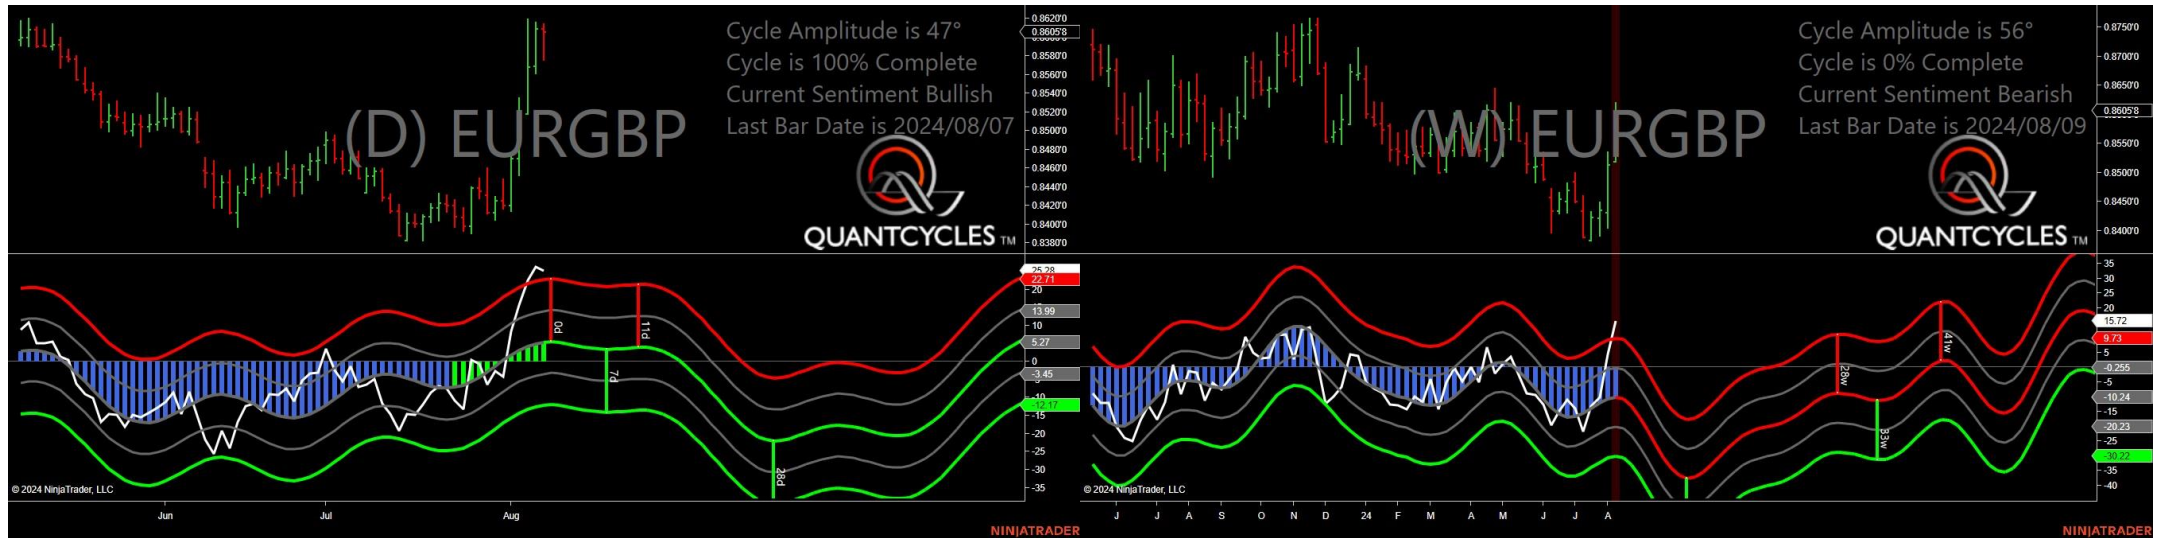 Cycle Amplitude is 47°
Cycle is 100% Complete
Current Sentiment Bullish
Last Bar Date is 2024/08/07
(D) EURGBP
QUANTCYCLES TM
0.8620'0
0.8605'8
0.8580'0
0.8560'0
0.8540'0
0.8520'0
0.8500'0
0.8480'0
0.8460'0
0.8440'0
0.8420'0
0.8400'0
0.8380'0
25.28
22.71
20
13.99
10
5.27
0
-3.45
-10
-12.17
-15
-20
-25
-30
-35
0d
11d
7d
28d
© 2024 NinjaTrader, LLC
Jun Jul Aug
NINJATRADER
Cycle Amplitude is 56°
Cycle is 0% Complete
Current Sentiment Bearish
Last Bar Date is 2024/08/09
(W) EURGBP
QUANTCYCLES TM
0.8750'0
0.8700'0
0.8650'0
0.8605'8
0.8550'0
0.8500'0
0.8450'0
0.8400'0
35
30
25
20
15.72
9.73
5
-0.255
-5
-10.24
-15
-20.23
-25
-30.22
-35
-40
28w
41w
33w
© 2024 NinjaTrader, LLC
J J A S O N D 24 F M A M J J A
NINJATRADER